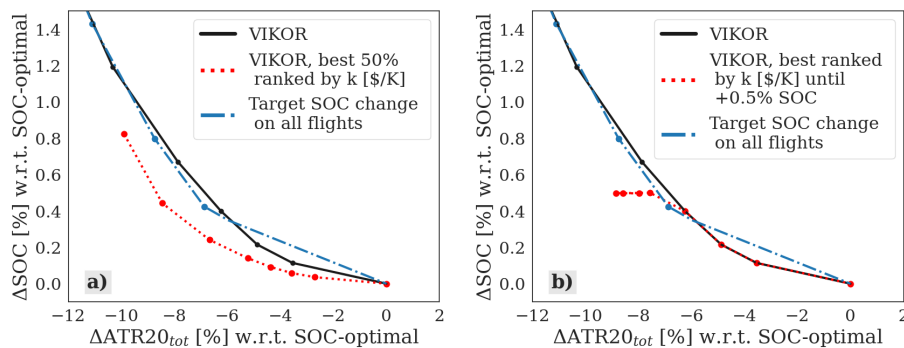 VIKOR
VIKOR, best 50%
ranked by k [$/K]
Target SOC change
on all flights
1.4
1.2
1.0
0.8
0.6
0.4
0.2
0.0
ΔSOC [%] w.r.t. SOC-optimal
a)
−12 −10 −8 −6 −4 −2 0 2
ΔATR20tot [%] w.r.t. SOC-optimal
VIKOR
VIKOR, best ranked
by k [$/K] until
+0.5% SOC
Target SOC change
on all flights
1.4
1.2
1.0
0.8
0.6
0.4
0.2
0.0
ΔSOC [%] w.r.t. SOC-optimal
b)
−12 −10 −8 −6 −4 −2 0 2
ΔATR20tot [%] w.r.t. SOC-optimal